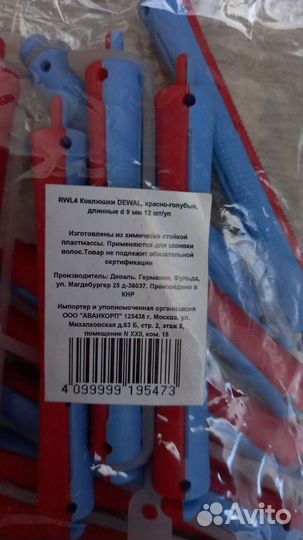 RWL4 Коклюшки DEWAL, красно-голубые,
длинные d 9 мм 12 шт/уп
Изготовлены из химически стойкой
пластмассы. Применяются для завивки
волос.Товар не подлежит обязательной
сертификации
Производитель: Деваль. Германия, Фульда,
ул. Магдебургер 25 д-36037. Произведено в
КНР
Импортер и уполномоченная организация
ООО "АВАНКОРП" 125438 г. Москва, ул.
Михалковская д.63 Б, стр. 2, этаж 5,
помещение N XXII, ком. 15
4 099999 195473
Avito